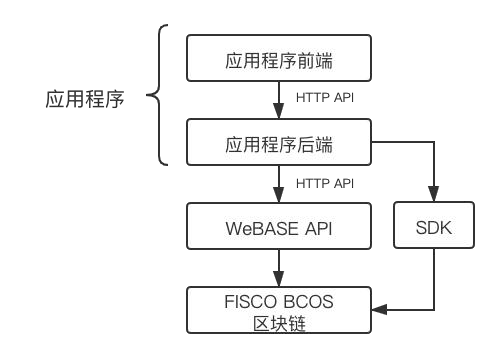 应用程序前端
HTTP API
应用程序
应用程序后端
HTTP API
WeBASE API
SDK
FISCO BCOS
区块链